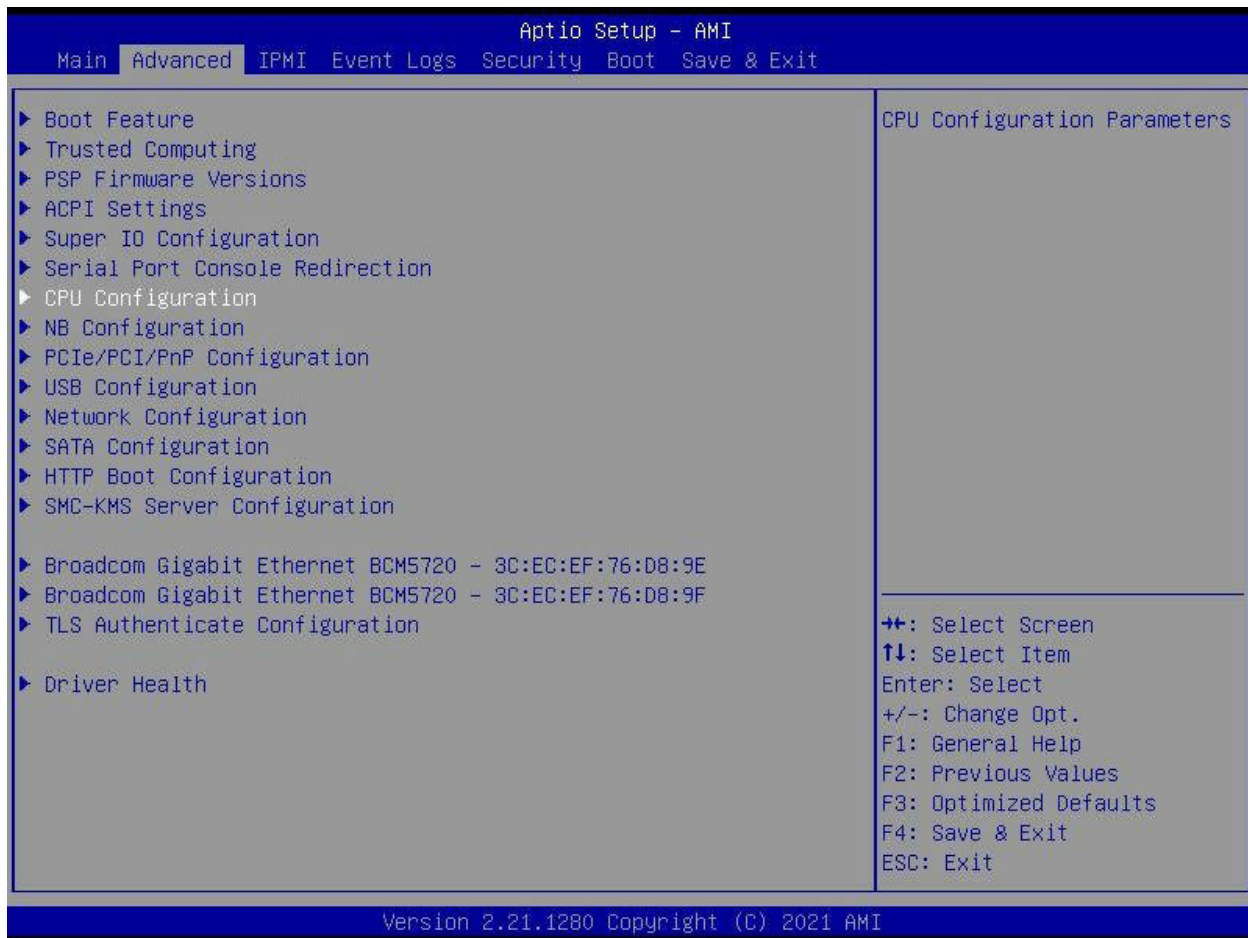 Aptio Setup – AMI
Main Advanced IPMI Event Logs Security Boot Save & Exit
Boot Feature
Trusted Computing
PSP Firmware Versions
ACPI Settings
Super IO Configuration
Serial Port Console Redirection
CPU Configuration
NB Configuration
PCIe/PCI/PnP Configuration
USB Configuration
Network Configuration
SATA Configuration
HTTP Boot Configuration
SMC-KMS Server Configuration
Broadcom Gigabit Ethernet BCM5720 – 3C:EC:EF:76:D8:9E
Broadcom Gigabit Ethernet BCM5720 – 3C:EC:EF:76:D8:9F
TLS Authenticate Configuration
Driver Health
CPU Configuration Parameters
→←: Select Screen
↑↓: Select Item
Enter: Select
+/-: Change Opt.
F1: General Help
F2: Previous Values
F3: Optimized Defaults
F4: Save & Exit
ESC: Exit
Version 2.21.1280 Copyright (C) 2021 AMI